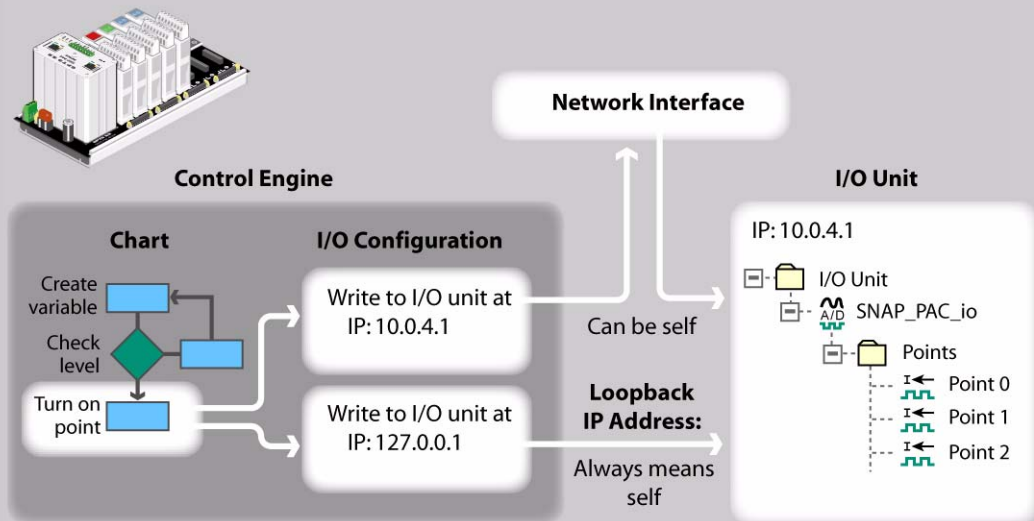 Network Interface
Control Engine
I/O Unit
Chart
I/O Configuration
Create
variable
Check
level
Turn on
point
Write to I/O unit at
IP: 10.0.4.1
Write to I/O unit at
IP: 127.0.0.1
Can be self
Loopback
IP Address:
Always means
self
IP: 10.0.4.1
I/O Unit
A/D
SNAP_PAC_io
Points
I
Point 0
I
Point 1
I
Point 2